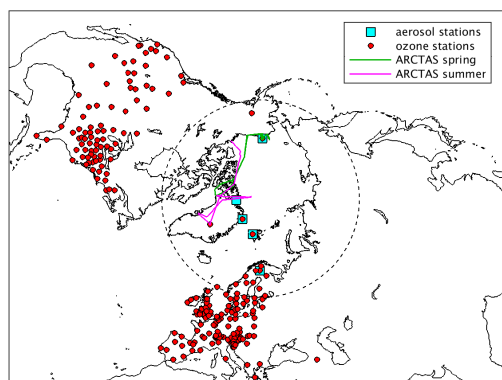 aerosol stations
ozone stations
ARCTAS spring
ARCTAS summer